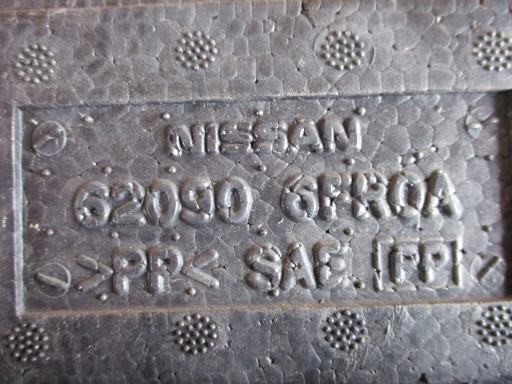 NISSAN
62090 6FR0A
>PP< SAE FP